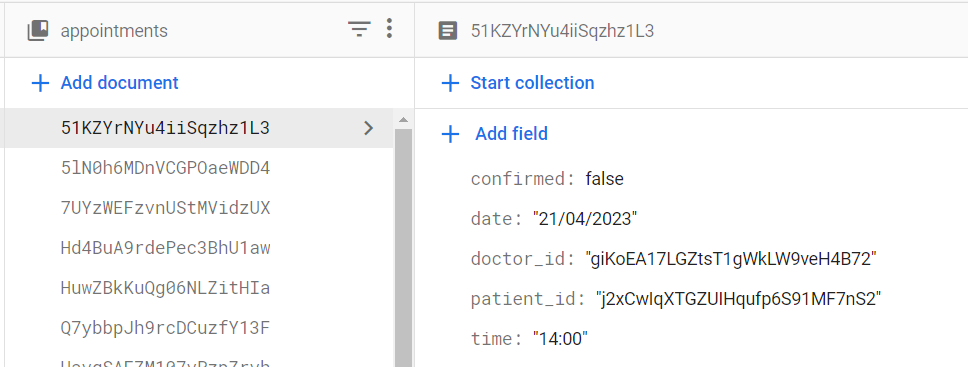 appointments
Add document
51KZYrNYu4iiSqzhz1L3
5lN0h6MDnVCGPOaeWDD4
7UYzWEFzvnUStMVidzUX
Hd4BuA9rdePec3BhU1aw
HuwZBkKuQg06NLZitHIa
Q7ybbpJh9rcDCuzfY13F
51KZYrNYu4iiSqzhz1L3
Start collection
Add field
confirmed: false
date: "21/04/2023"
doctor_id: "giKoEA17LGZtsT1gWkLW9veH4B72"
patient_id: "j2xCwIqXTGZUIHqufp6S91MF7nS2"
time: "14:00"